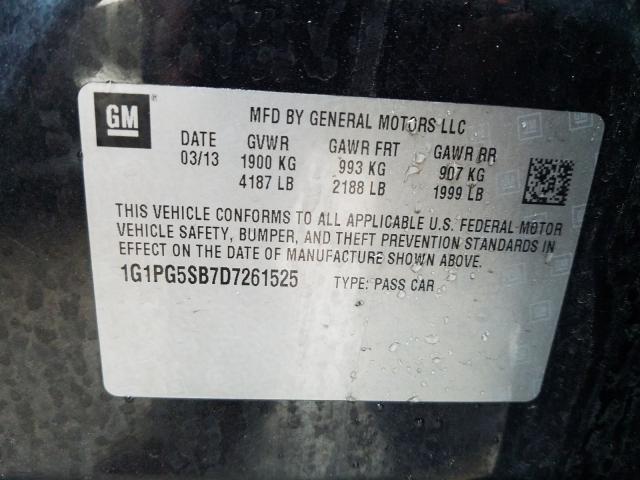 GM
®
MFD BY GENERAL MOTORS LLC
DATE GVWR GAWR FRT GAWR RR
03/13 1900 KG 993 KG 907 KG
4187 LB 2188 LB 1999 LB
THIS VEHICLE CONFORMS TO ALL APPLICABLE U.S. FEDERAL MOTOR
VEHICLE SAFETY, BUMPER, AND THEFT PREVENTION STANDARDS IN
EFFECT ON THE DATE OF MANUFACTURE SHOWN ABOVE.
1G1PG5SB7D7261525 TYPE: PASS CAR